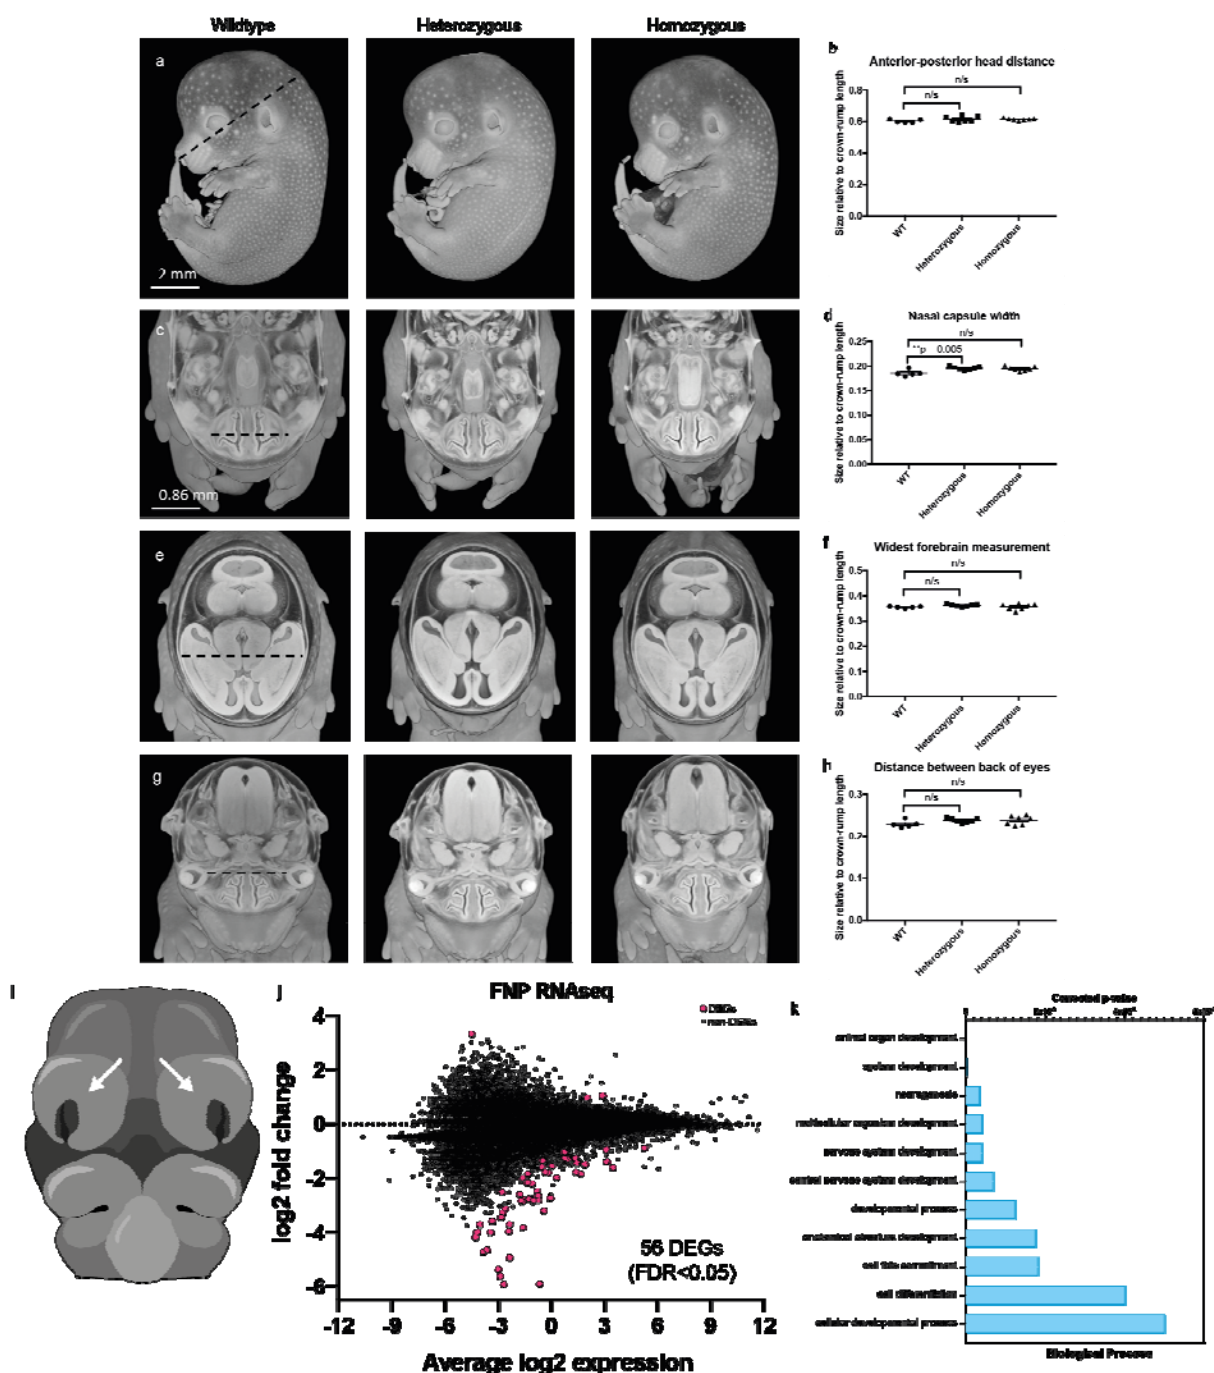 Wildtype Heterozygous Homozygous
a
2 mm
b
Anterior-posterior head distance
n/s
n/s
0.8
0.6
0.4
0.2
0.0
Size relative to crown-rump length
WT
Heterozygous
Homozygous
c
0.86 mm
d
Nasal capsule width
n/s
**p 0.005
0.25
0.20
0.15
0.10
0.05
0.00
Size relative to crown-rump length
WT
Heterozygous
Homozygous
e
f
Widest forebrain measurement
n/s
n/s
0.5
0.4
0.3
0.2
0.1
0.0
Size relative to crown-rump length
WT
Heterozygous
Homozygous
g
h
Distance between back of eyes
n/s
n/s
0.3
0.2
0.1
0.0
Size relative to crown-rump length
WT
Heterozygous
Homozygous
i
j
FNP RNAseq
DEGs
non-DEGs
4
2
0
-2
-4
-6
log2 fold change
56 DEGs
(FDR<0.05)
-12 -9 -6 -3 0 3 6 9 12
Average log2 expression
k
Corrected p-value
0
animal organ development
system development
neurogenesis
multicellular organism development
nervous system development
central nervous system development
developmental process
anatomical structure development
cell fate commitment
cell differentiation
cellular developmental process
Biological Process